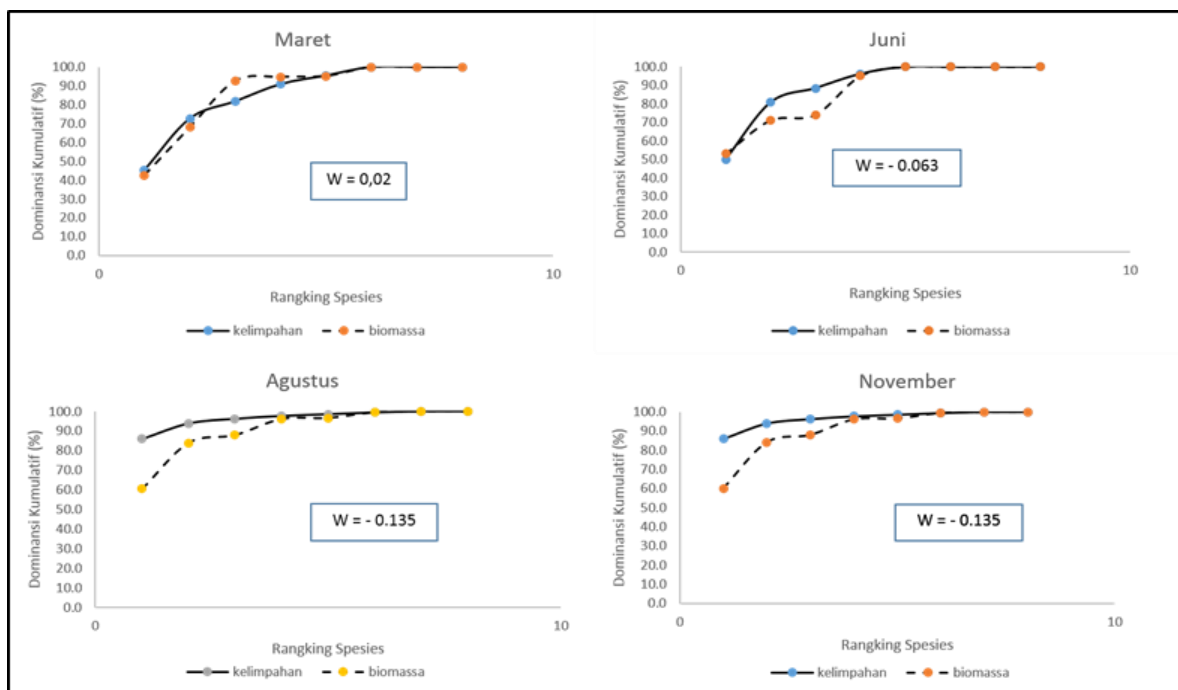 Maret
Dominansi Kumulatif (%)
100.0
90.0
80.0
70.0
60.0
50.0
40.0
30.0
20.0
10.0
0.0
W = 0,02
0 10
Rangking Spesies
kelimpahan biomassa
Juni
Dominansi Kumulatif (%)
100.0
90.0
80.0
70.0
60.0
50.0
40.0
30.0
20.0
10.0
0.0
W = - 0.063
0 10
Rangking Spesies
kelimpahan biomassa
Agustus
Dominansi Kumulatif (%)
100.0
90.0
80.0
70.0
60.0
50.0
40.0
30.0
20.0
10.0
0.0
W = - 0.135
0 10
Rangking Spesies
kelimpahan biomassa
November
Dominansi Kumulatif (%)
100.0
90.0
80.0
70.0
60.0
50.0
40.0
30.0
20.0
10.0
0.0
W = - 0.135
0 10
Rangking Spesies
kelimpahan biomassa